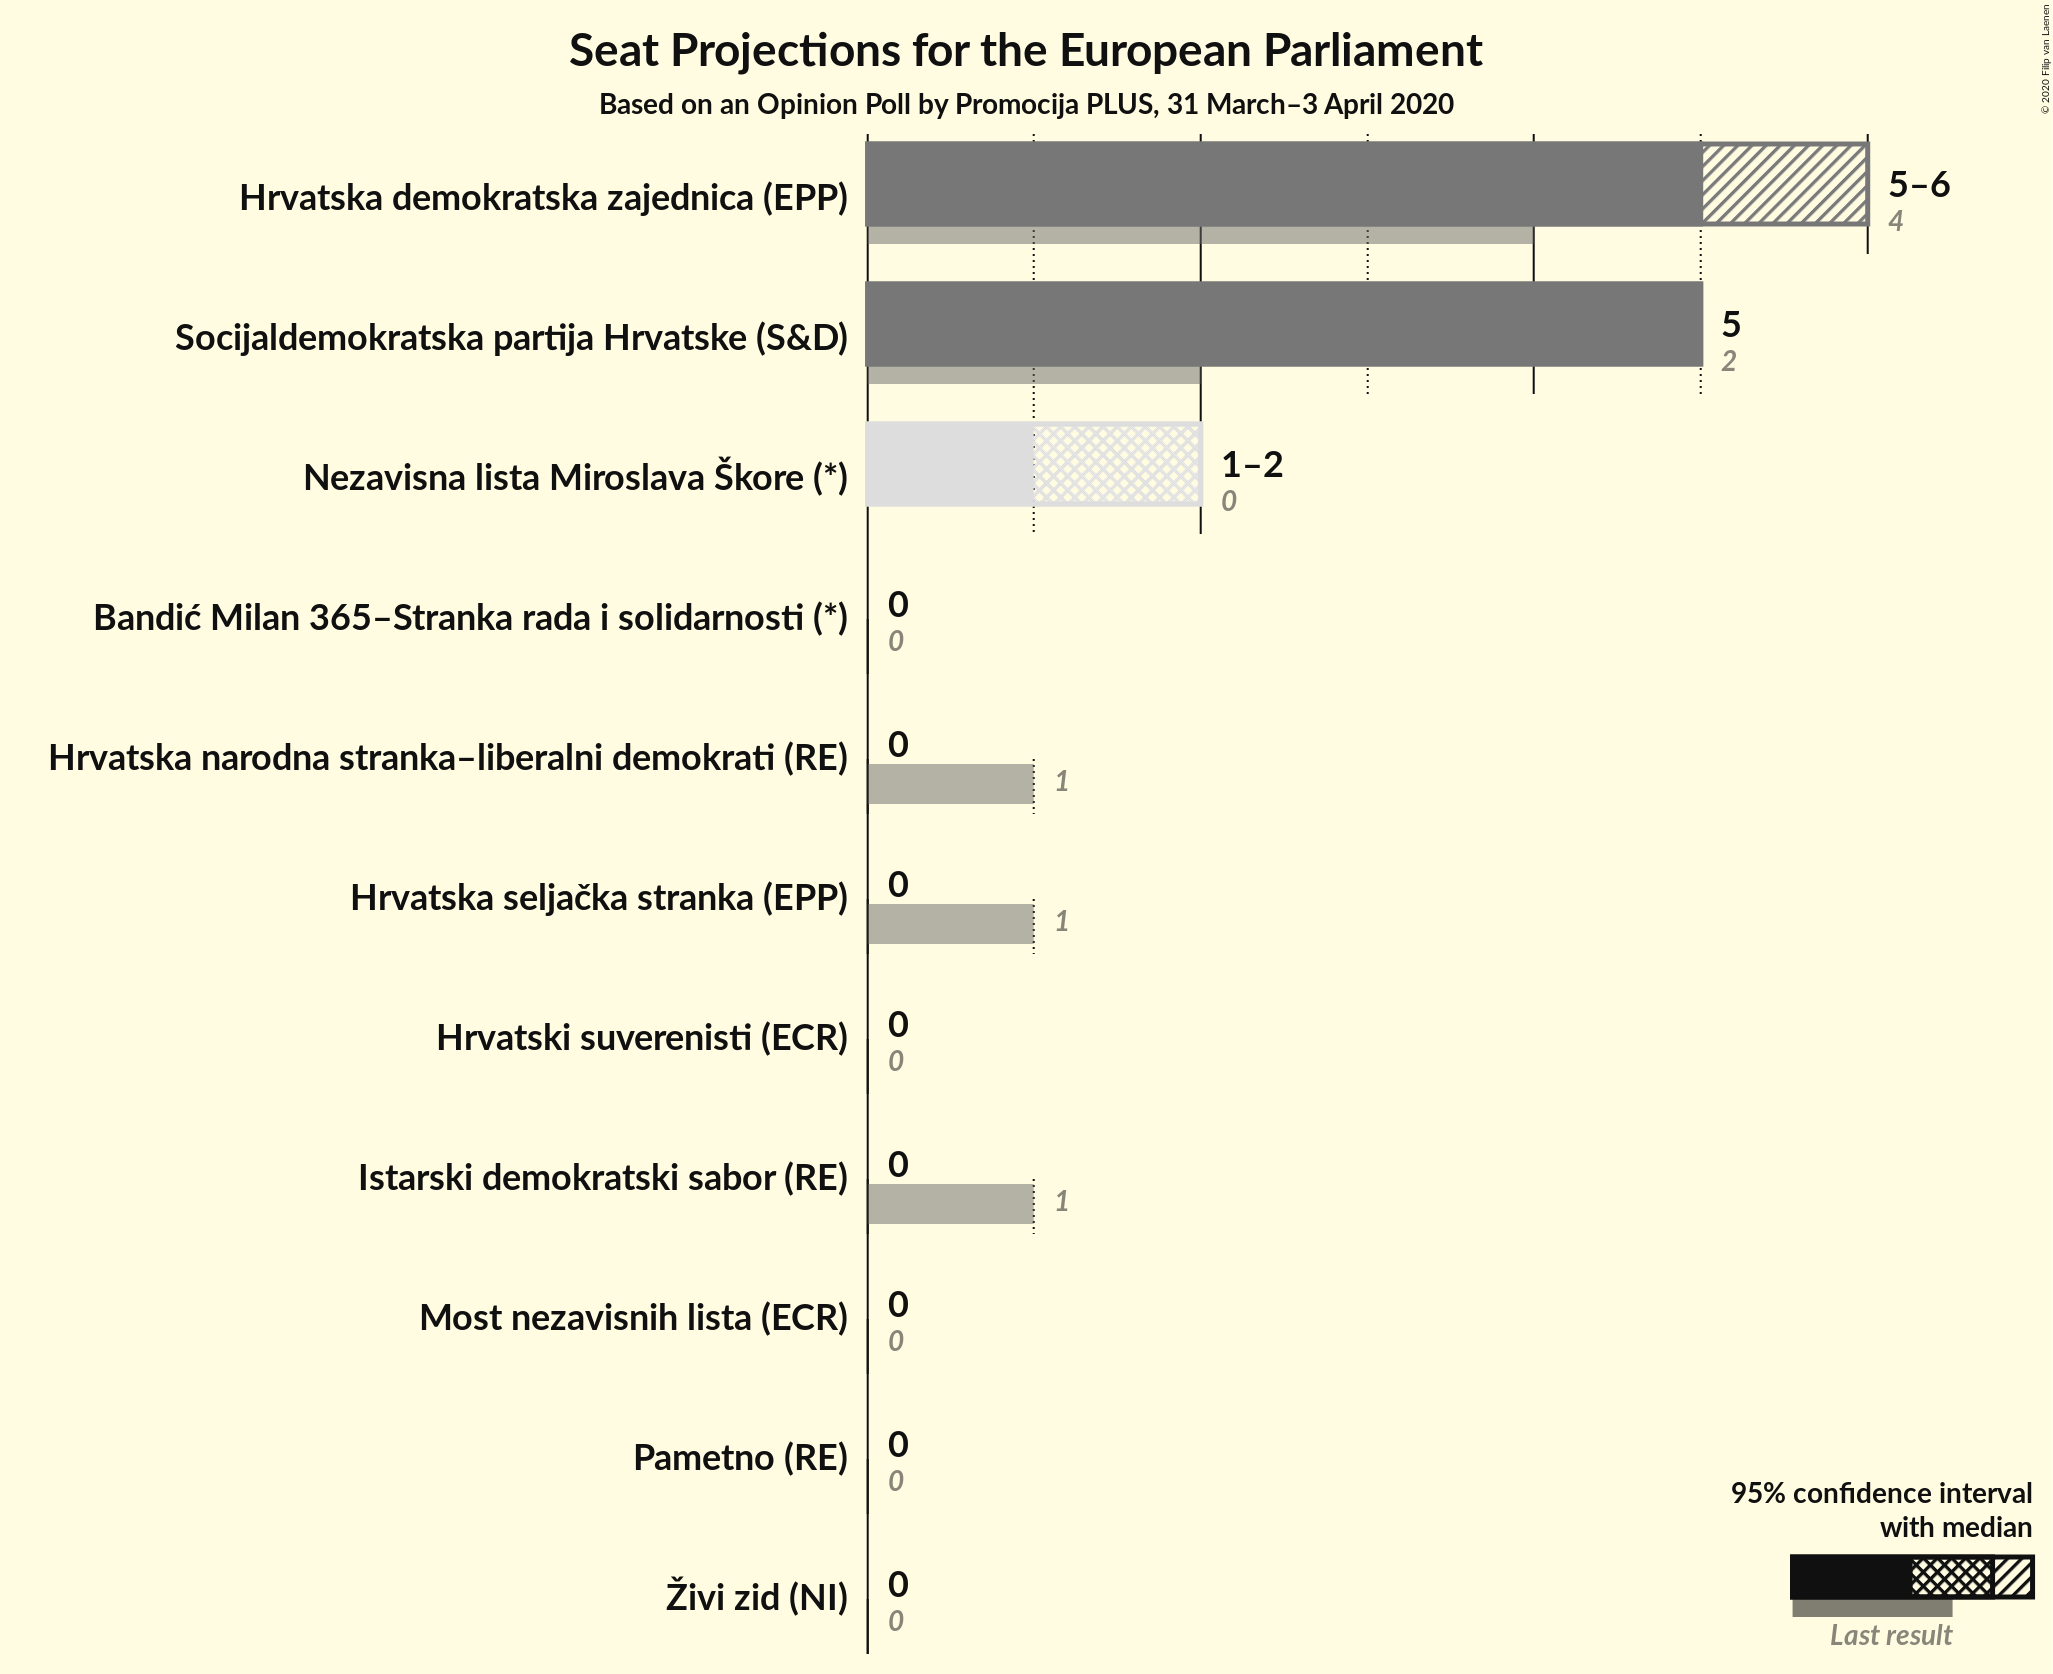 Seat Projections for the European Parliament
Based on an Opinion Poll by Promocija PLUS, 31 March–3 April 2020
© 2020 Filip van Laenen
Hrvatska demokratska zajednica (EPP)
5–6
4
Socijaldemokratska partija Hrvatske (S&D)
5
2
Nezavisna lista Miroslava Škore (*)
1–2
0
Bandić Milan 365–Stranka rada i solidarnosti (*)
0
0
Hrvatska narodna stranka–liberalni demokrati (RE)
0
1
Hrvatska seljačka stranka (EPP)
0
1
Hrvatski suverenisti (ECR)
0
0
Istarski demokratski sabor (RE)
0
1
Most nezavisnih lista (ECR)
0
0
Pametno (RE)
0
0
Živi zid (NI)
0
0
95% confidence interval
with median
Last result